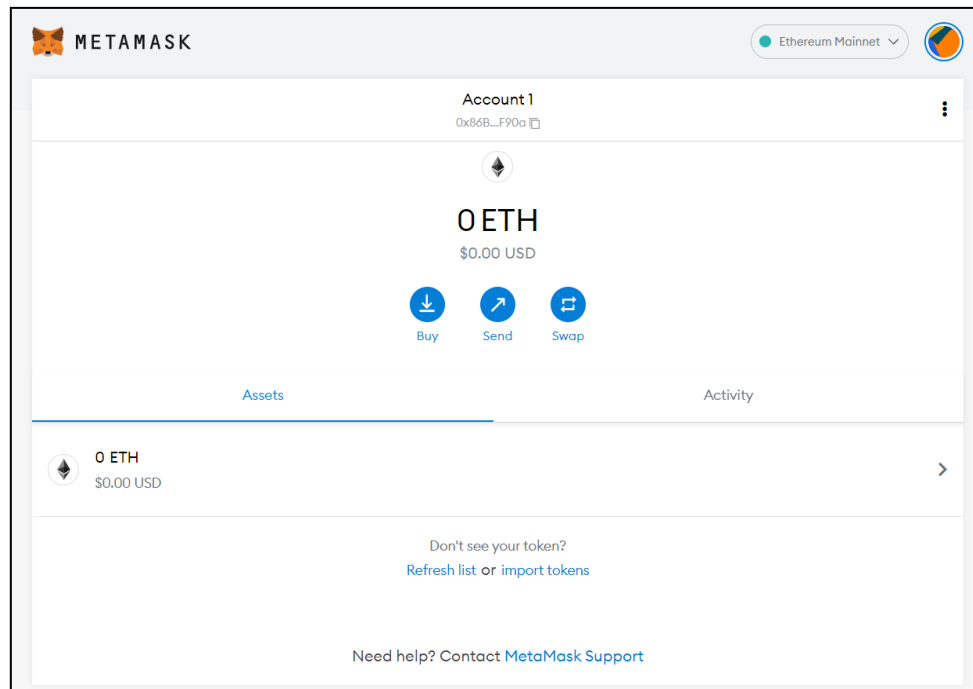 METAMASK
Ethereum Mainnet
Account 1
0x86B...F90a
0 ETH
$0.00 USD
Buy Send Swap
Assets Activity
0 ETH
$0.00 USD
Don't see your token?
Refresh list or import tokens
Need help? Contact MetaMask Support